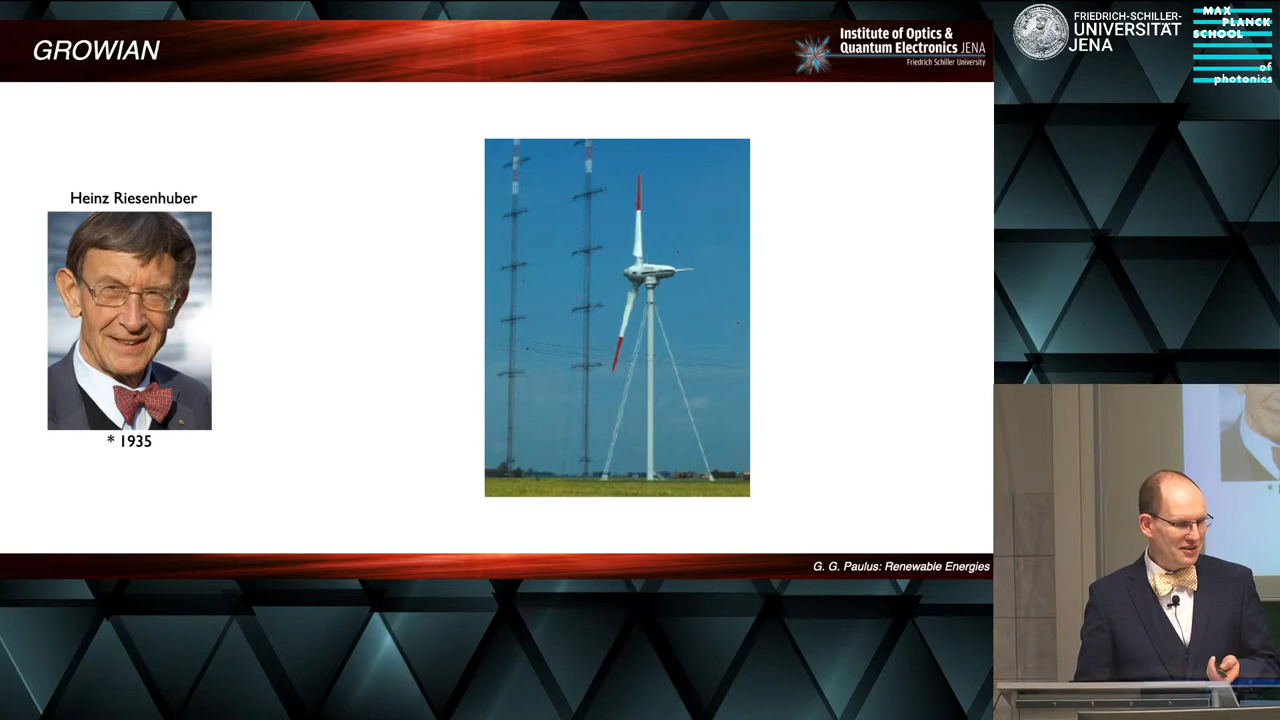 GROWIAN
Institute of Optics &
Quantum Electronics JENA
Friedrich Schiller University
FRIEDRICH-SCHILLER-
UNIVERSITÄT
JENA
MAX
PLANCK
SCHOOL
of
photonics
Heinz Riesenhuber
* 1935
G. G. Paulus: Renewable Energies